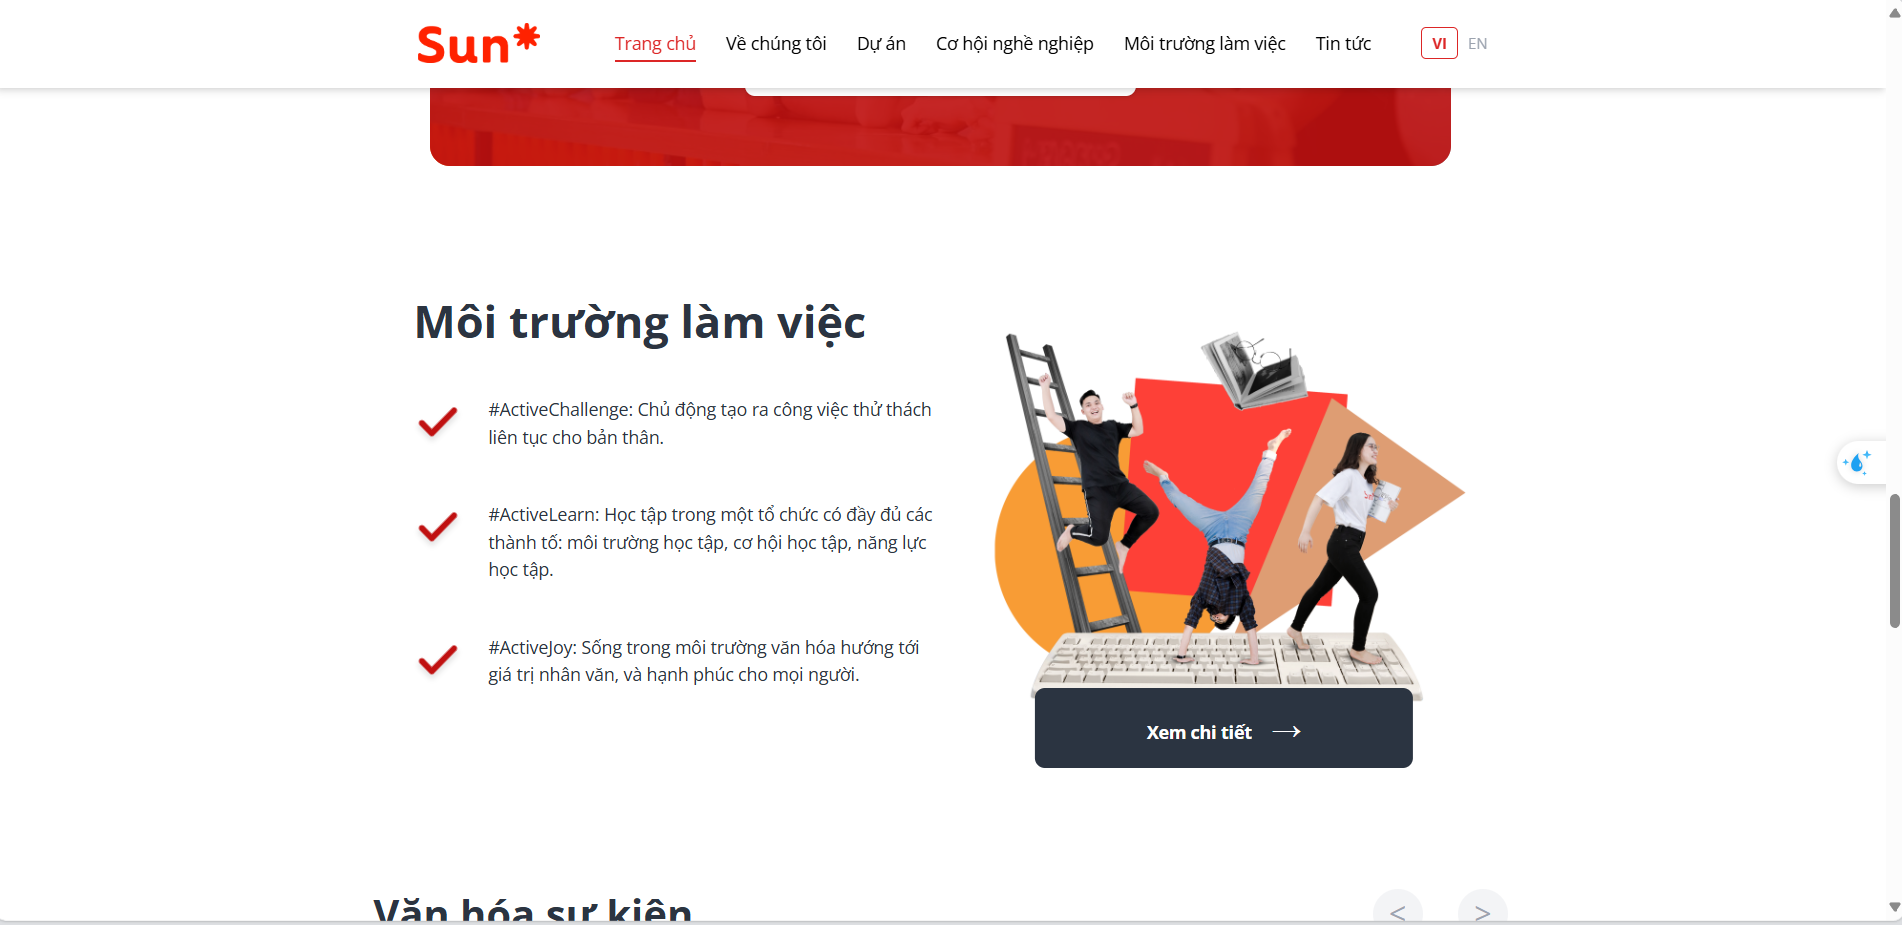 Sun*
Trang chủ
Về chúng tôi
Dự án
Cơ hội nghề nghiệp
Môi trường làm việc
Tin tức
VI
EN
Môi trường làm việc
#ActiveChallenge: Chủ động tạo ra công việc thử thách
liên tục cho bản thân.
#ActiveLearn: Học tập trong một tổ chức có đầy đủ các
thành tố: môi trường học tập, cơ hội học tập, năng lực
học tập.
#ActiveJoy: Sống trong môi trường văn hóa hướng tới
giá trị nhân văn, và hạnh phúc cho mọi người.
Xem chi tiết →
Văn hóa sự kiện
< >